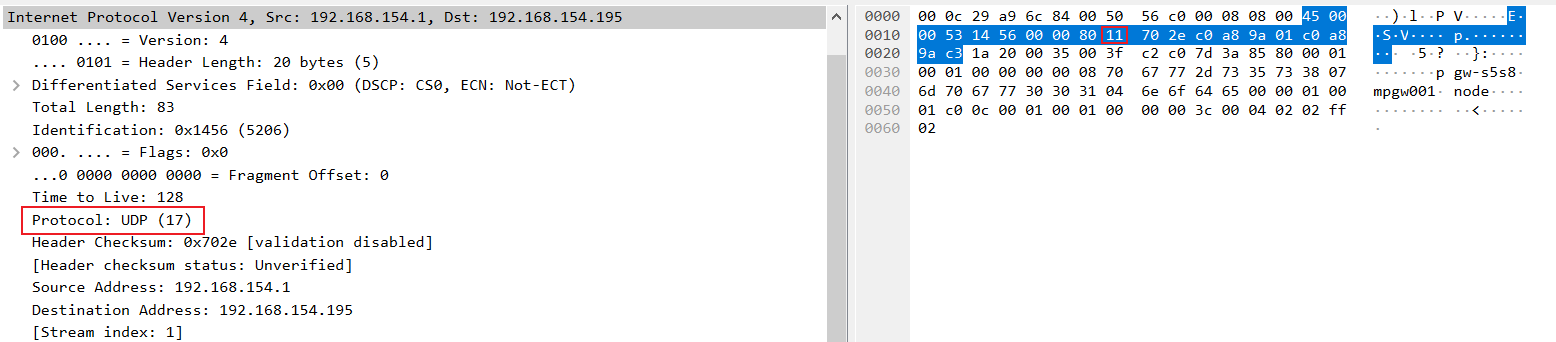 Internet Protocol Version 4, Src: 192.168.154.1, Dst: 192.168.154.195
0100 .... = Version: 4
.... 0101 = Header Length: 20 bytes (5)
Differentiated Services Field: 0x00 (DSCP: CS0, ECN: Not-ECT)
Total Length: 83
Identification: 0x1456 (5206)
000. .... = Flags: 0x0
...0 0000 0000 0000 = Fragment Offset: 0
Time to Live: 128
Protocol: UDP (17)
Header Checksum: 0x702e [validation disabled]
[Header checksum status: Unverified]
Source Address: 192.168.154.1
Destination Address: 192.168.154.195
[Stream index: 1]
0000 00 0c 29 a9 6c 84 00 50 56 c0 00 08 08 00 45 00 ··)·l··P V·····E·
0010 00 53 14 56 00 00 80 11 70 2e c0 a8 9a 01 c0 a8 ·S·V···· p.······
0020 9a c3 1a 20 00 35 00 3f c2 c0 7d 3a 85 80 00 01 ··· ·5·? ··}:····
0030 00 01 00 00 00 00 08 70 67 77 2d 73 35 73 38 07 ·······p gw-s5s8·
0040 6d 70 67 77 30 30 31 04 6e 6f 64 65 00 00 01 00 mpgw001· node····
0050 01 c0 0c 00 01 00 01 00 00 00 3c 00 04 02 02 ff ········ ··<·····
0060 02 ·